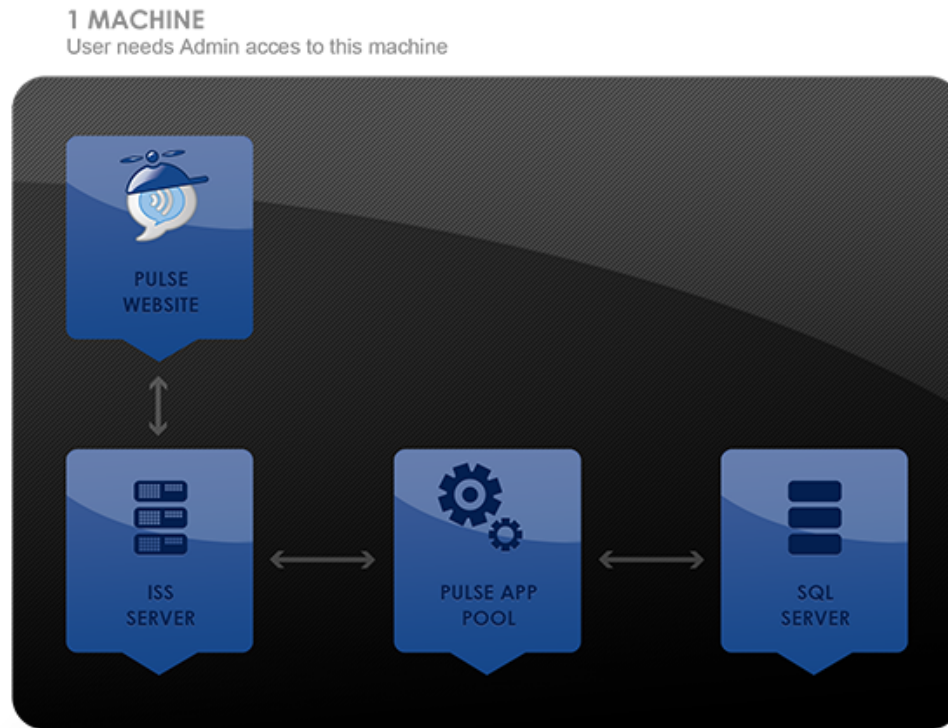 1 MACHINE
User needs Admin acces to this machine
PULSE
WEBSITE
ISS
SERVER
PULSE APP
POOL
SQL
SERVER